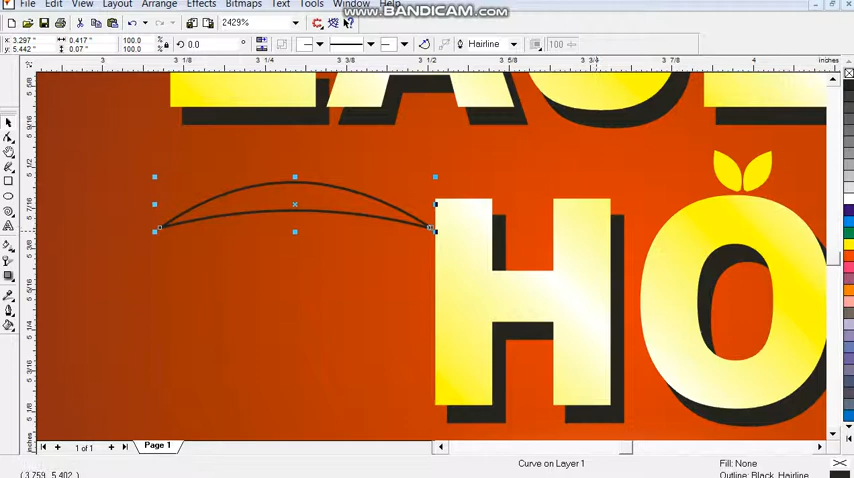 www.BANDICAM.com
File Edit View Layout Arrange Effects Bitmaps Text Tools Window Help
2429%
x: 3.297 " 0.417 " 100.0 %
y: 5.442 " 0.07 " 100.0 %
0.0 °
Hairline
100
3 3 1/8 3 1/4 3 3/8 3 1/2 3 5/8 3 3/4 3 7/8 4 inches
HO
1 of 1 Page 1
Curve on Layer 1 Fill: None
( 3.759 , 5.402 ) Outline: Black Hairline